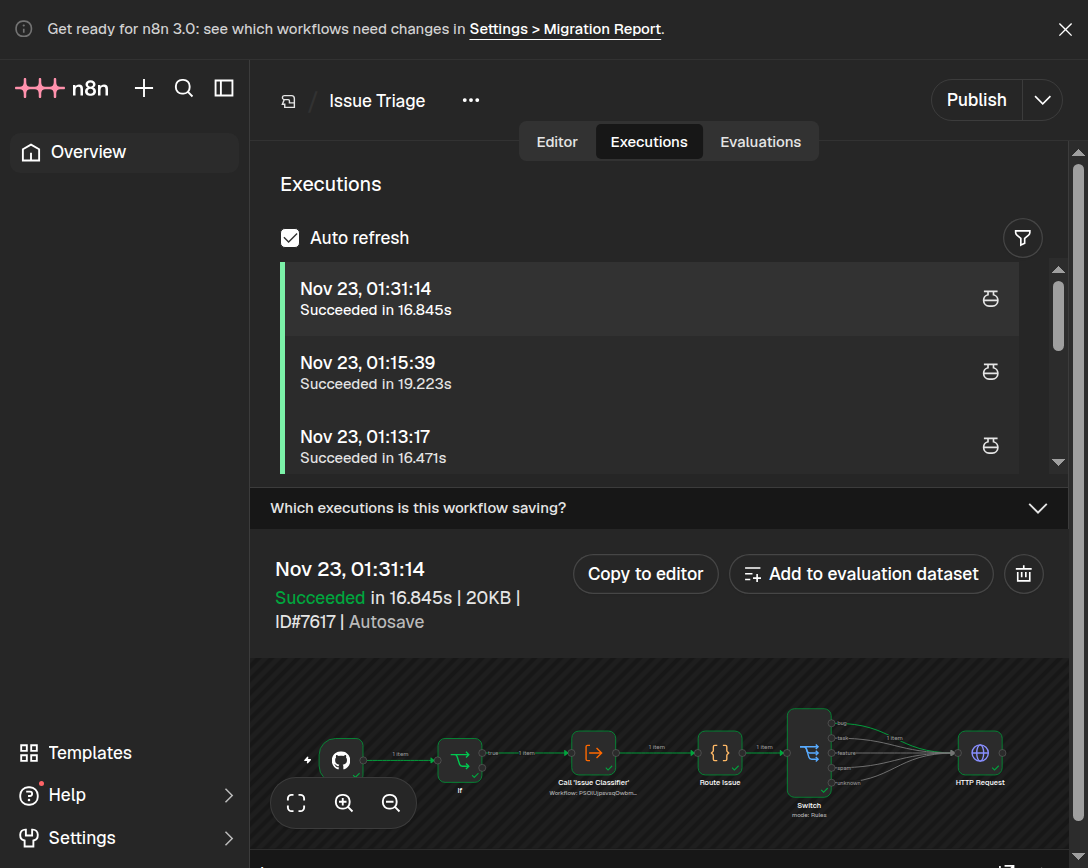 Get ready for n8n 3.0: see which workflows need changes in Settings > Migration Report.
n8n
Issue Triage
•••
Publish
Overview
Editor
Executions
Evaluations
Executions
Auto refresh
Nov 23, 01:31:14
Succeeded in 16.845s
Nov 23, 01:15:39
Succeeded in 19.223s
Nov 23, 01:13:17
Succeeded in 16.471s
Which executions is this workflow saving?
Nov 23, 01:31:14
Succeeded in 16.845s | 20KB |
ID#7617 | Autosave
Copy to editor
Add to evaluation dataset
1 item
If
true
1 item
Call 'Issue Classifier'
1 item
Route Issue
1 item
Switch
mode: Rules
bug
task
feature
spam
unknown
1 item
HTTP Request
Templates
Help
Settings